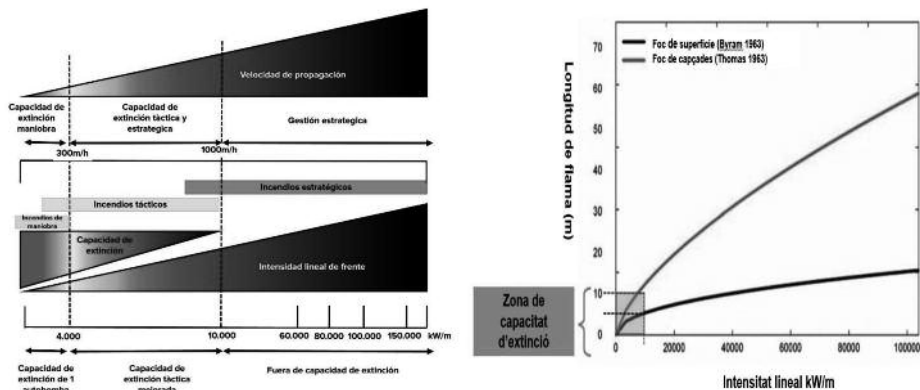 Velocidad de propagación
Capacidad de
extinción
maniobra
Capacidad de
extinción táctica y
estrategica
Gestión estrategica
300m/h
1000m/h
Incendios estratégicos
Incendios tácticos
Incendios de
maniobra
Capacidad de
extinción
Intensidad lineal de frente
4.000
10.000
60.000
80.000
100.000
150.000
kW/m
Capacidad de
extinción de 1
autobomba
Capacidad de
extinción táctica
mejorada
Fuera de capacidad de extinción
Foc de superficie (Byram 1963)
Foc de capçades (Thomas 1963)
Longitud de flama (m)
70
60
50
40
30
20
10
0
Zona de
capacitat
d'extinció
0
20000
40000
60000
80000
100000
Intensitat lineal kW/m